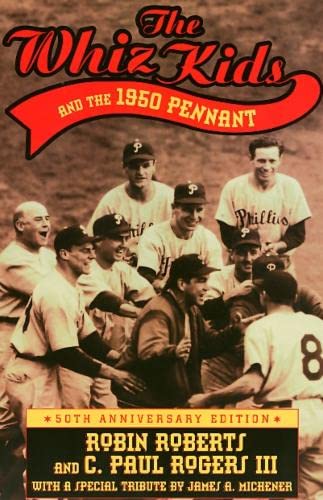 The
Whiz Kids
AND THE 1950 PENNANT
P
P
P
P
P
P
Phillies
8
*50TH ANNIVERSARY EDITION*
ROBIN ROBERTS
AND C. PAUL ROGERS III
WITH A SPECIAL TRIBUTE BY JAMES A. MICHENER